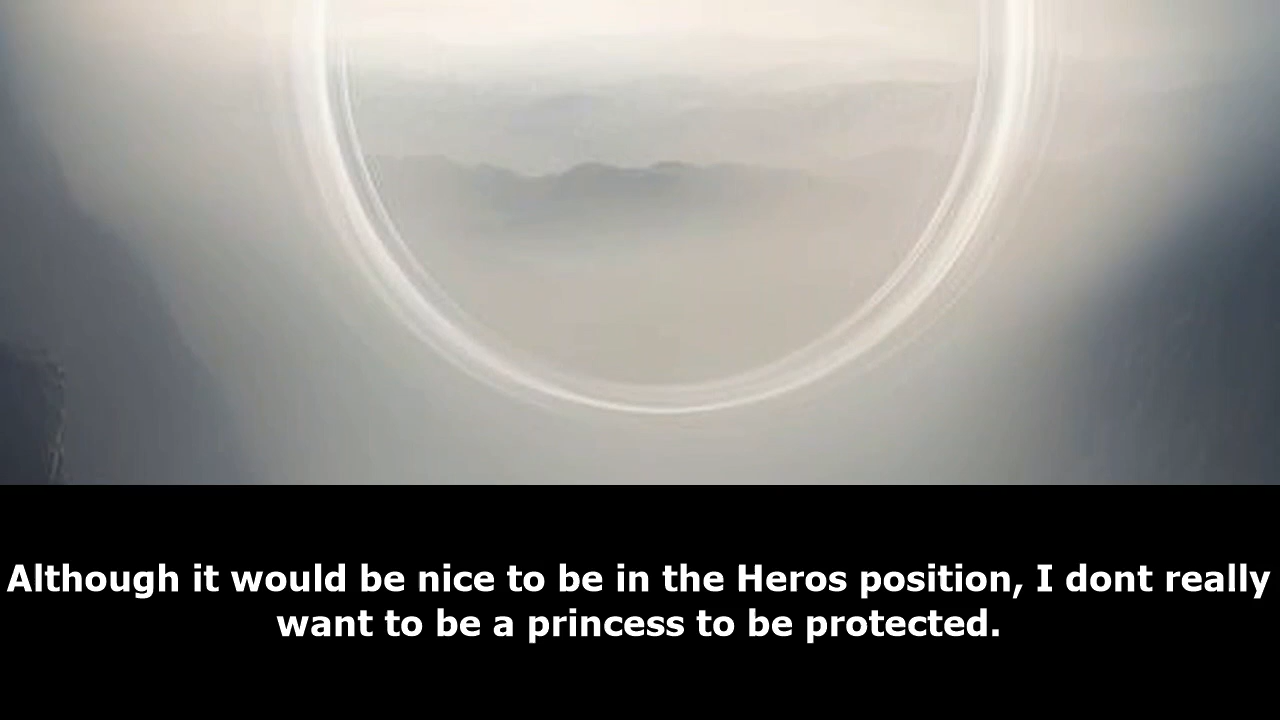 Although it would be nice to be in the Heros position, I dont really
want to be a princess to be protected.